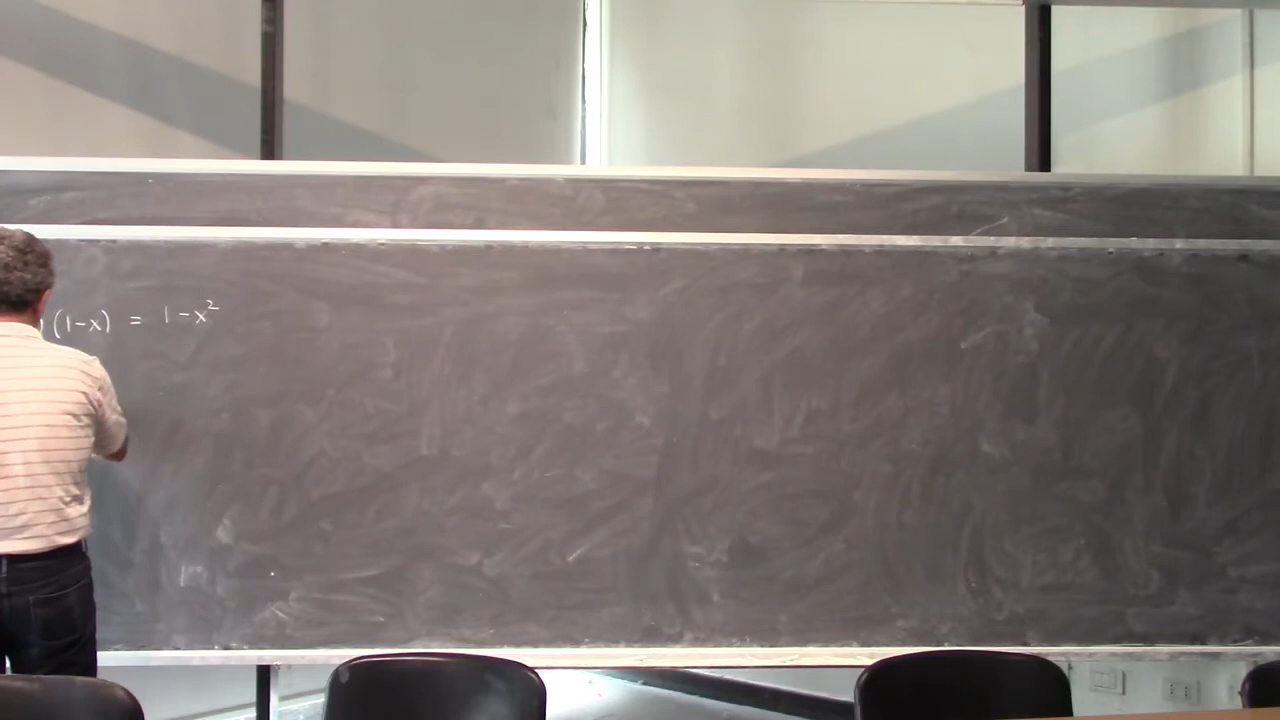 )(1-x) = 1-x²